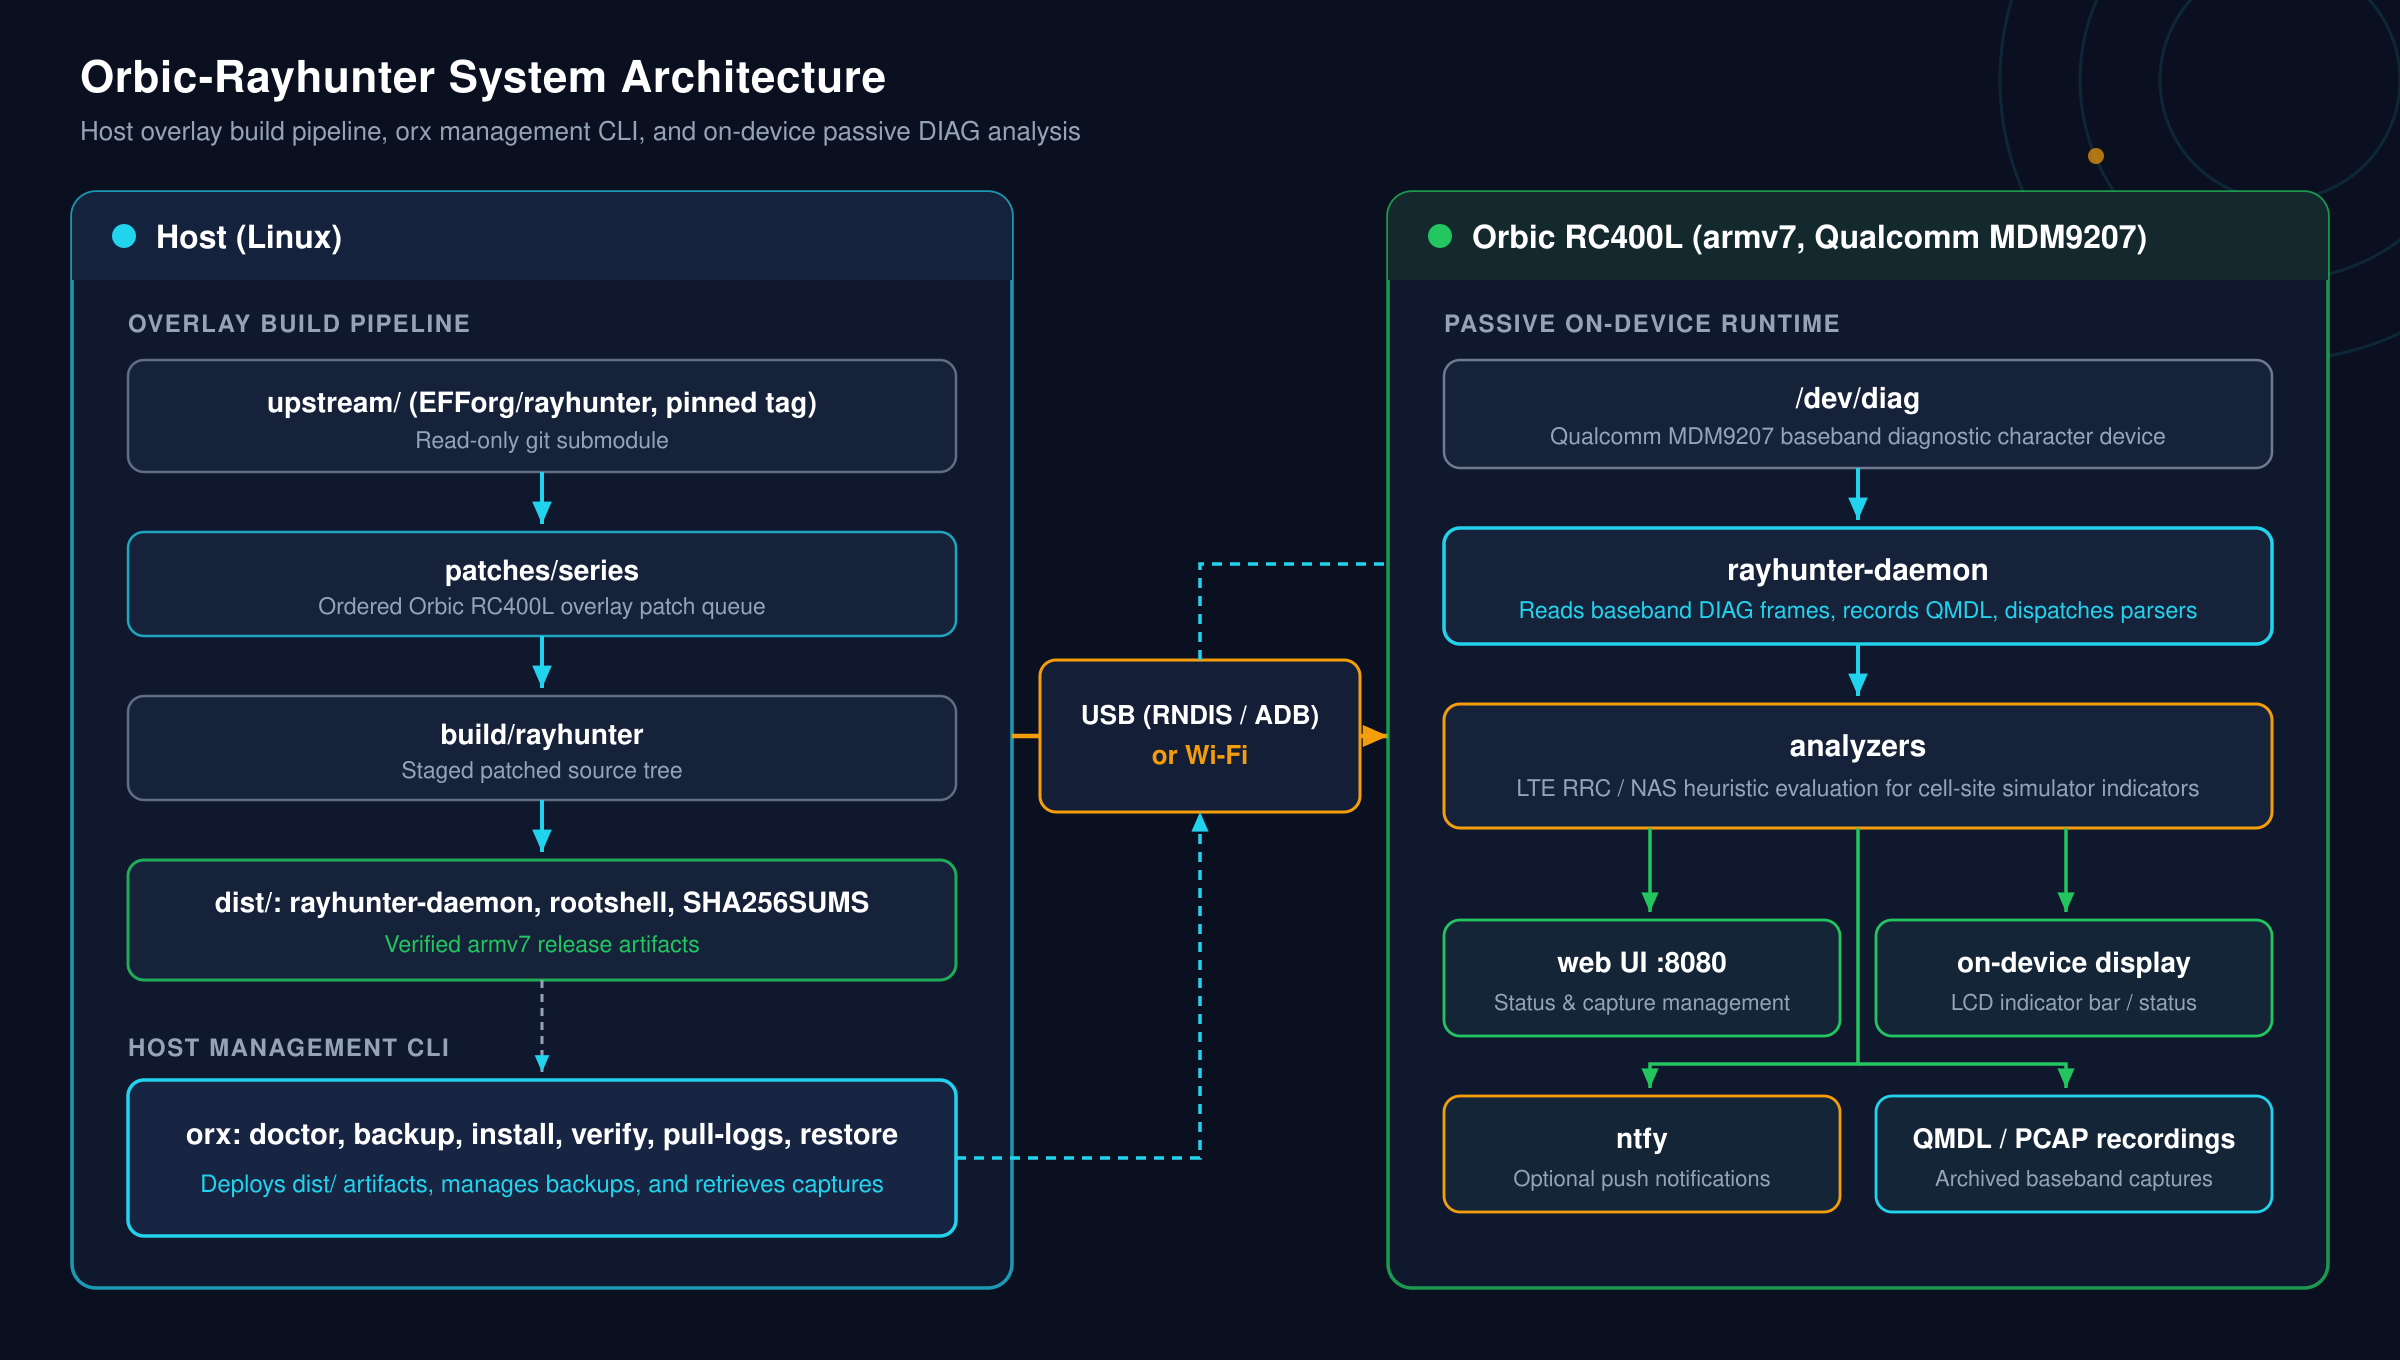 Orbic-Rayhunter System Architecture
Host overlay build pipeline, orx management CLI, and on-device passive DIAG analysis
Host (Linux)
OVERLAY BUILD PIPELINE
upstream/ (EFForg/rayhunter, pinned tag)
Read-only git submodule
patches/series
Ordered Orbic RC400L overlay patch queue
build/rayhunter
Staged patched source tree
dist/: rayhunter-daemon, rootshell, SHA256SUMS
Verified armv7 release artifacts
HOST MANAGEMENT CLI
orx: doctor, backup, install, verify, pull-logs, restore
Deploys dist/ artifacts, manages backups, and retrieves captures
USB (RNDIS / ADB)
or Wi-Fi
Orbic RC400L (armv7, Qualcomm MDM9207)
PASSIVE ON-DEVICE RUNTIME
/dev/diag
Qualcomm MDM9207 baseband diagnostic character device
rayhunter-daemon
Reads baseband DIAG frames, records QMDL, dispatches parsers
analyzers
LTE RRC / NAS heuristic evaluation for cell-site simulator indicators
web UI :8080
Status & capture management
on-device display
LCD indicator bar / status
ntfy
Optional push notifications
QMDL / PCAP recordings
Archived baseband captures